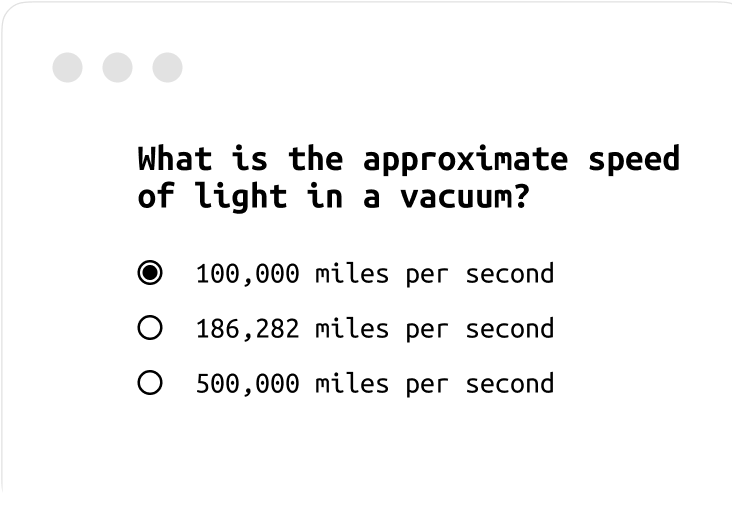 What is the approximate speed
of light in a vacuum?
100,000 miles per second
186,282 miles per second
500,000 miles per second